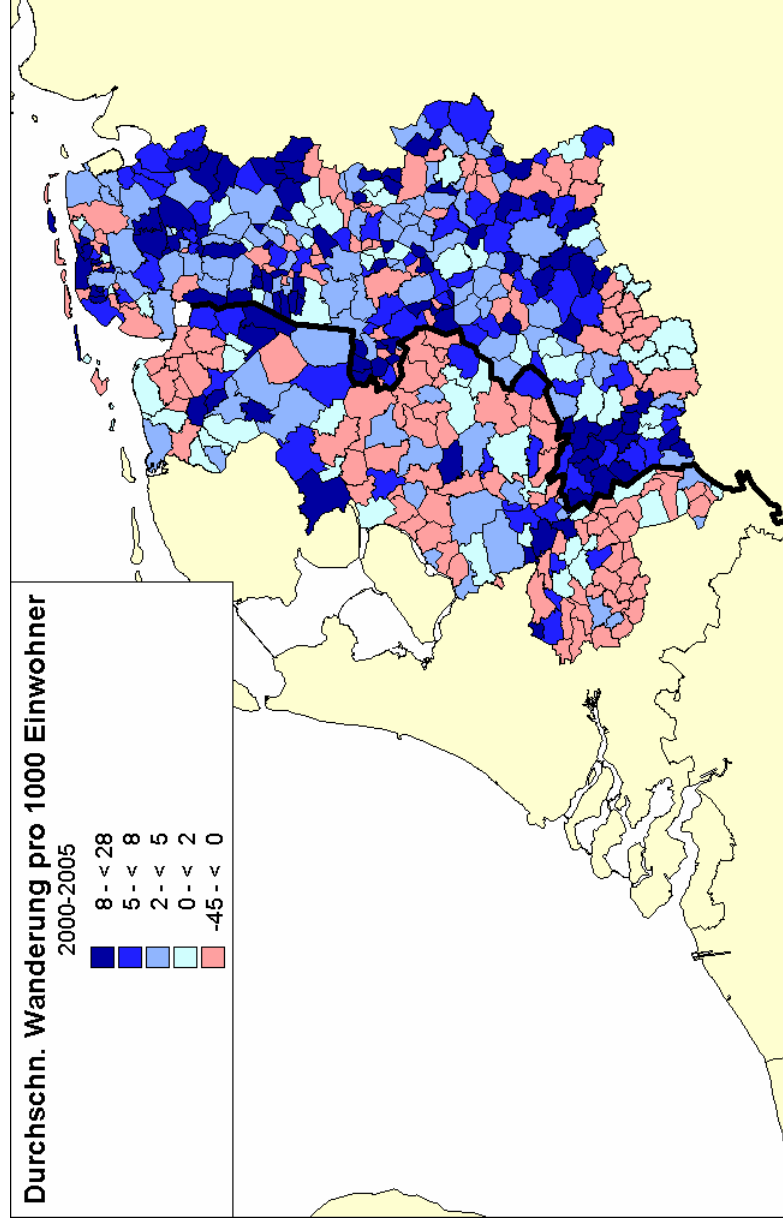 Durchschn. Wanderung pro 1000 Einwohner
2000-2005
8 - < 28
5 - < 8
2 - < 5
0 - < 2
-45 - < 0